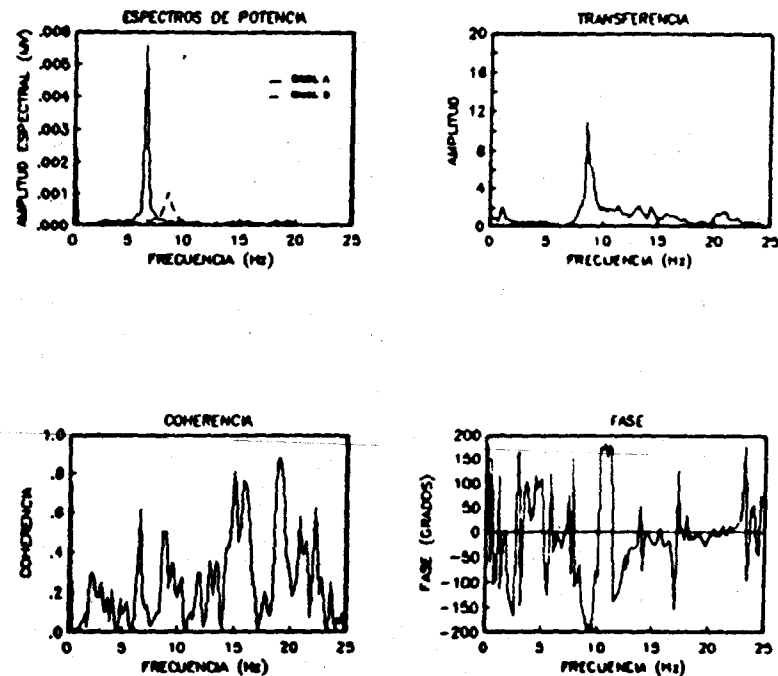 ESPECTROS DE POTENCIA
AMPLITUD ESPECTRAL (MV)
.006
.005
.004
.003
.002
.001
.000
CANAL A
CANAL B
0 5 10 15 20 25
FRECUENCIA (Hz)
TRANSFERENCIA
AMPLITUD
20
16
12
8
4
0
0 5 10 15 20 25
FRECUENCIA (Hz)
COHERENCIA
COHERENCIA
1.0
.8
.6
.4
.2
.0
0 5 10 15 20 25
FRECUENCIA (Hz)
FASE
FASE (GRADOS)
200
150
100
50
0
-50
-100
-150
-200
0 5 10 15 20 25
FRECUENCIA (Hz)